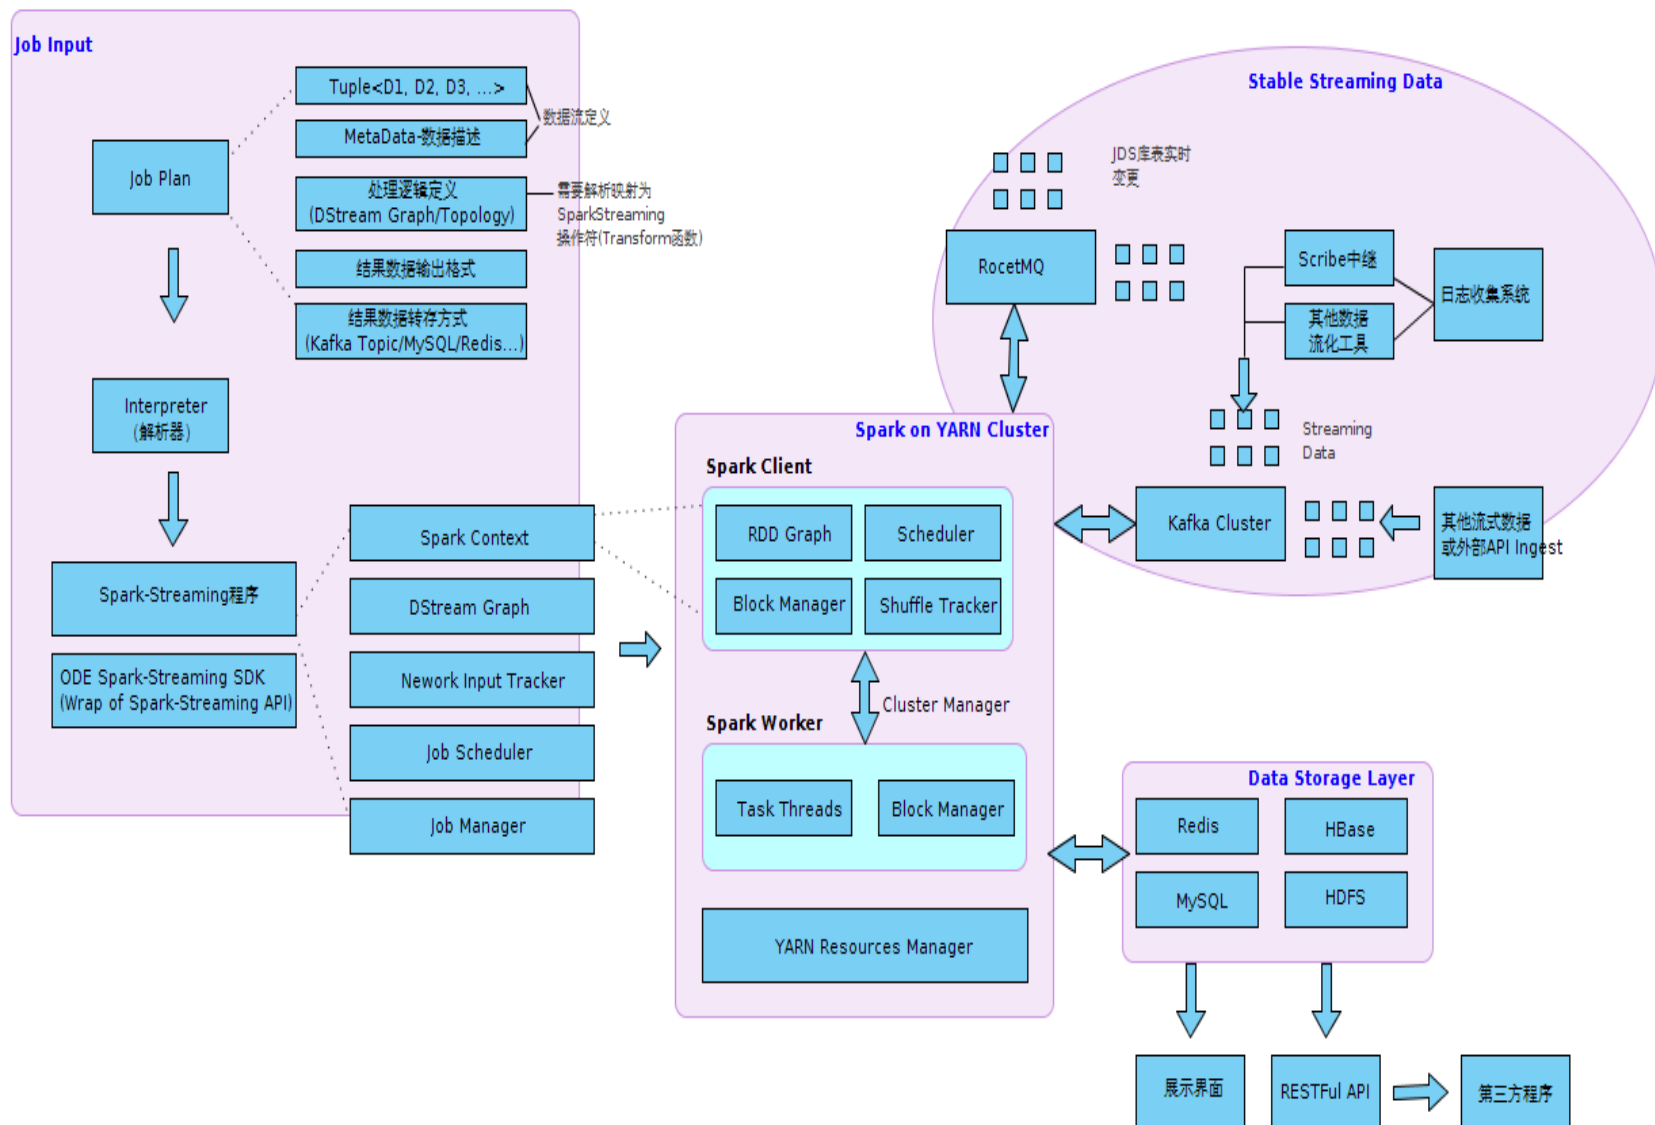 Job Input
Tuple<D1, D2, D3, ...>
数据流定义
MetaData-数据描述
Job Plan
处理逻辑定义
(DStream Graph/Topology)
需要解析映射为
SparkStreaming
操作符(Transform函数)
结果数据输出格式
结果数据转存方式
(Kafka Topic/MySQL/Redis...)
Interpreter
（解析器）
Spark-Streaming程序
ODE Spark-Streaming SDK
(Wrap of Spark-Streaming API)
Spark Context
DStream Graph
Nework Input Tracker
Job Scheduler
Job Manager
Spark on YARN Cluster
Spark Client
RDD Graph
Scheduler
Block Manager
Shuffle Tracker
Cluster Manager
Spark Worker
Task Threads
Block Manager
YARN Resources Manager
Stable Streaming Data
JDS库表实时
变更
RocetMQ
Scribe中继
其他数据
流化工具
日志收集系统
Streaming
Data
Kafka Cluster
其他流式数据
或外部API Ingest
Data Storage Layer
Redis
HBase
MySQL
HDFS
展示界面
RESTFul API
第三方程序